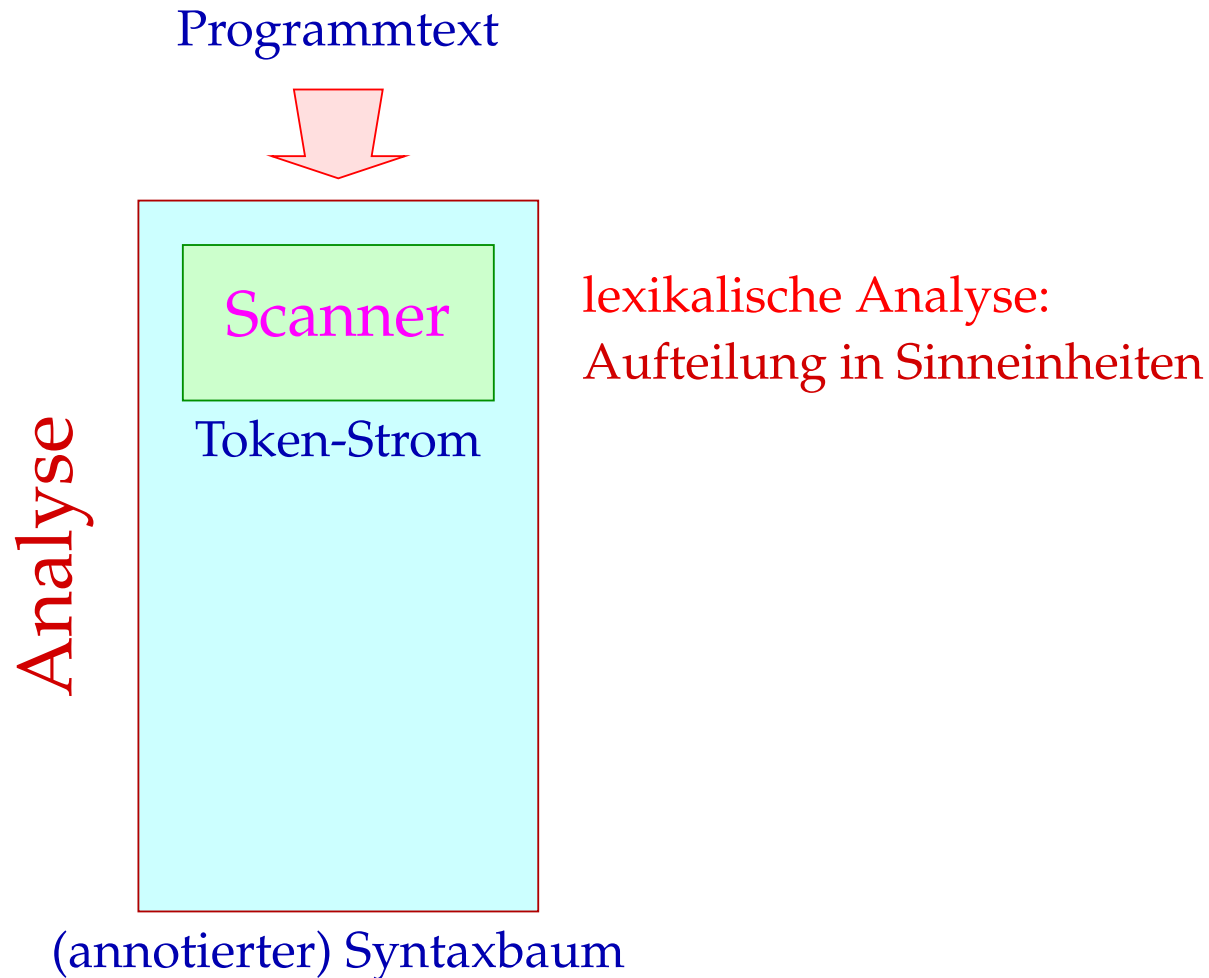 Programmtext
Scanner
lexikalische Analyse:
Aufteilung in Sinneinheiten
Token-Strom
Analyse
(annotierter) Syntaxbaum